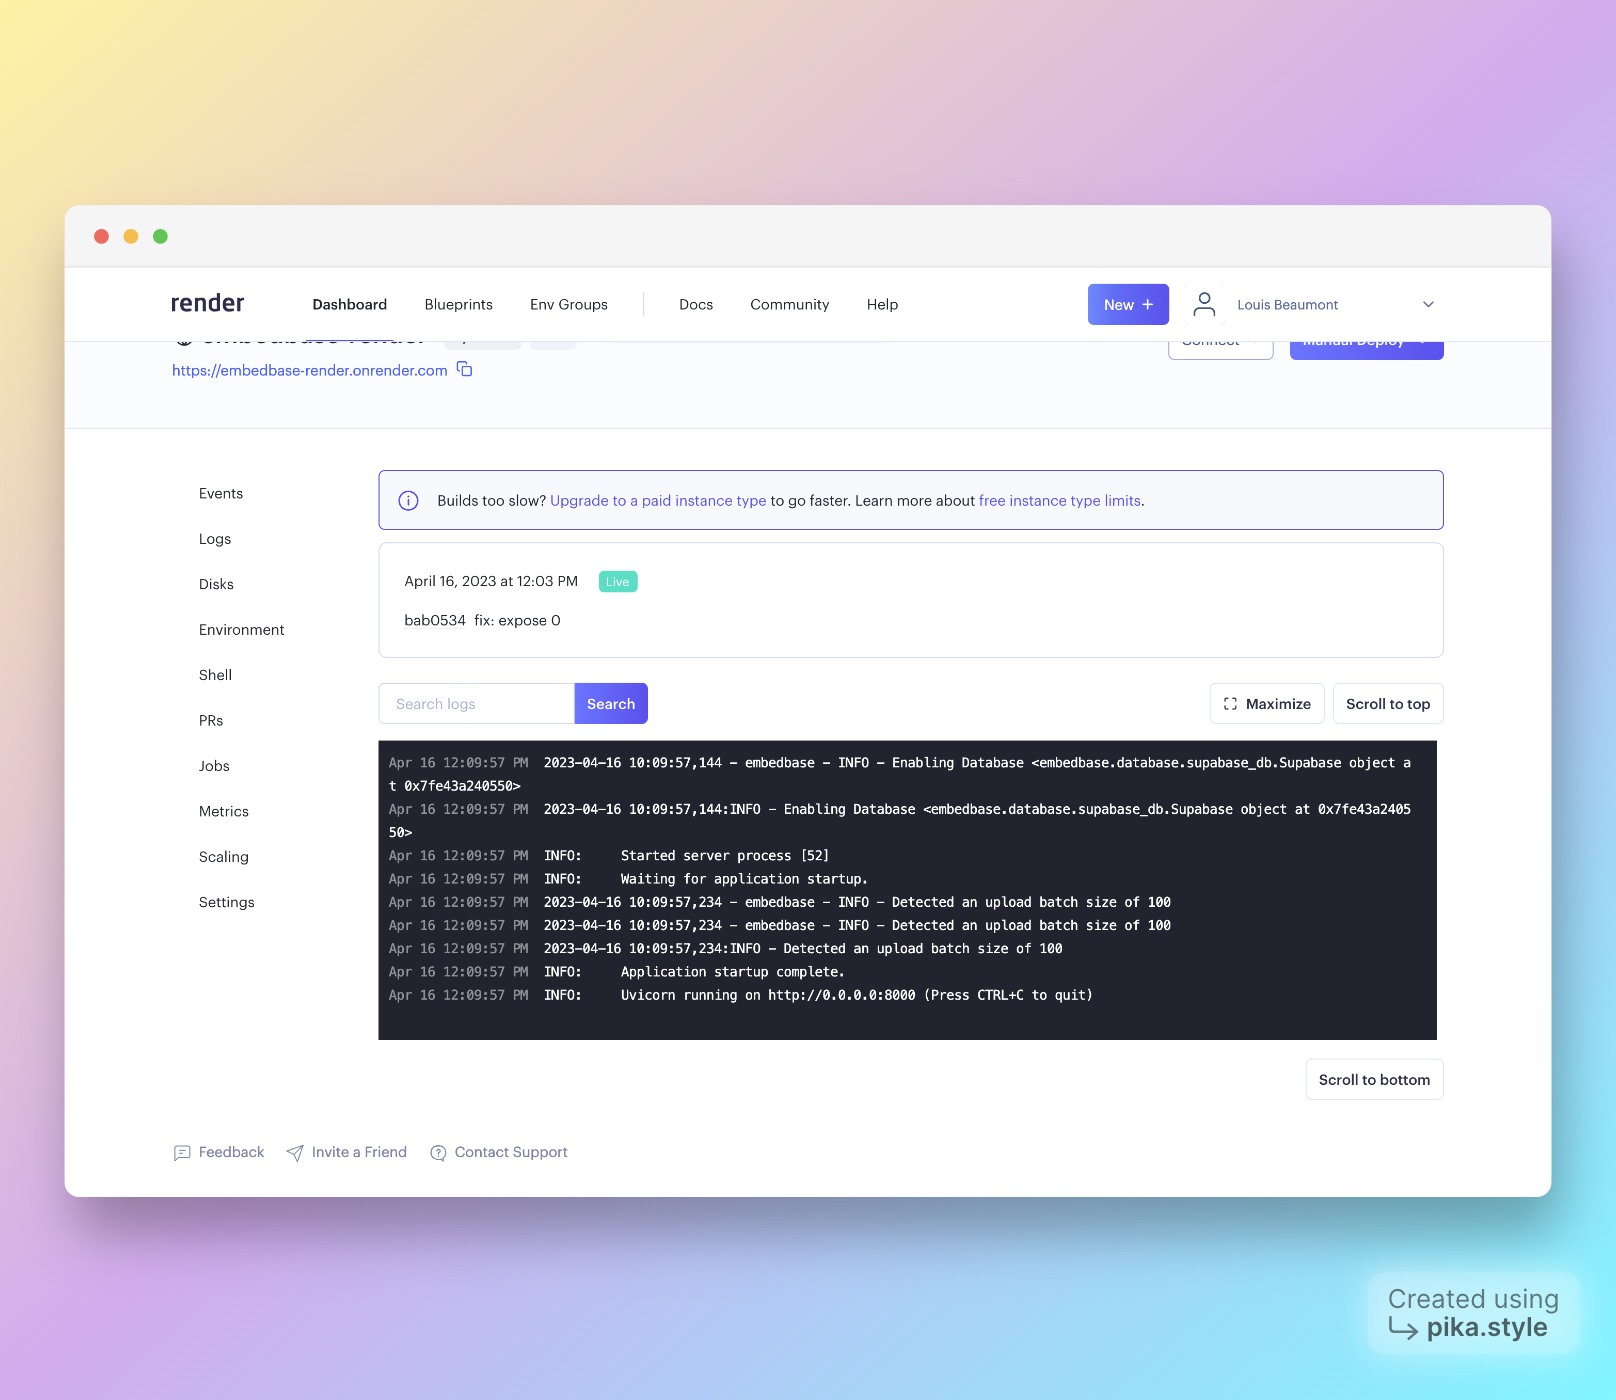 render
Dashboard
Blueprints
Env Groups
Docs
Community
Help
New +
Louis Beaumont
embedbase-render
Connect
Manual Deploy
https://embedbase-render.onrender.com
Events
Logs
Disks
Environment
Shell
PRs
Jobs
Metrics
Scaling
Settings
Builds too slow? Upgrade to a paid instance type to go faster. Learn more about free instance type limits.
April 16, 2023 at 12:03 PM Live
bab0534 fix: expose 0
Search logs
Search
Maximize
Scroll to top
Apr 16 12:09:57 PM 2023-04-16 10:09:57,144 - embedbase - INFO - Enabling Database <embedbase.database.supabase_db.Supabase object a
t 0x7fe43a240550>
Apr 16 12:09:57 PM 2023-04-16 10:09:57,144:INFO - Enabling Database <embedbase.database.supabase_db.Supabase object at 0x7fe43a2405
50>
Apr 16 12:09:57 PM INFO: Started server process [52]
Apr 16 12:09:57 PM INFO: Waiting for application startup.
Apr 16 12:09:57 PM 2023-04-16 10:09:57,234 - embedbase - INFO - Detected an upload batch size of 100
Apr 16 12:09:57 PM 2023-04-16 10:09:57,234 - embedbase - INFO - Detected an upload batch size of 100
Apr 16 12:09:57 PM 2023-04-16 10:09:57,234:INFO - Detected an upload batch size of 100
Apr 16 12:09:57 PM INFO: Application startup complete.
Apr 16 12:09:57 PM INFO: Uvicorn running on http://0.0.0.0:8000 (Press CTRL+C to quit)
Scroll to bottom
Feedback
Invite a Friend
Contact Support
Created using
pika.style